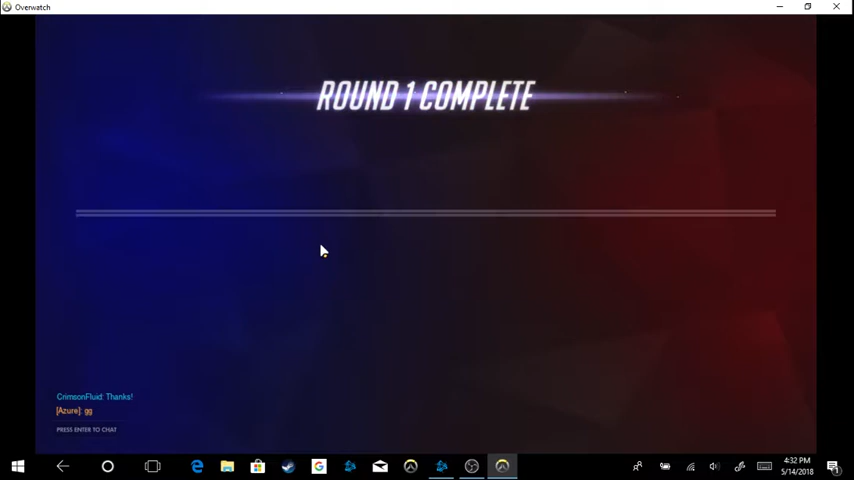 Overwatch
ROUND 1 COMPLETE
CrimsonFluid: Thanks!
[Azure]: gg
PRESS ENTER TO CHAT
4:32 PM
5/14/2018